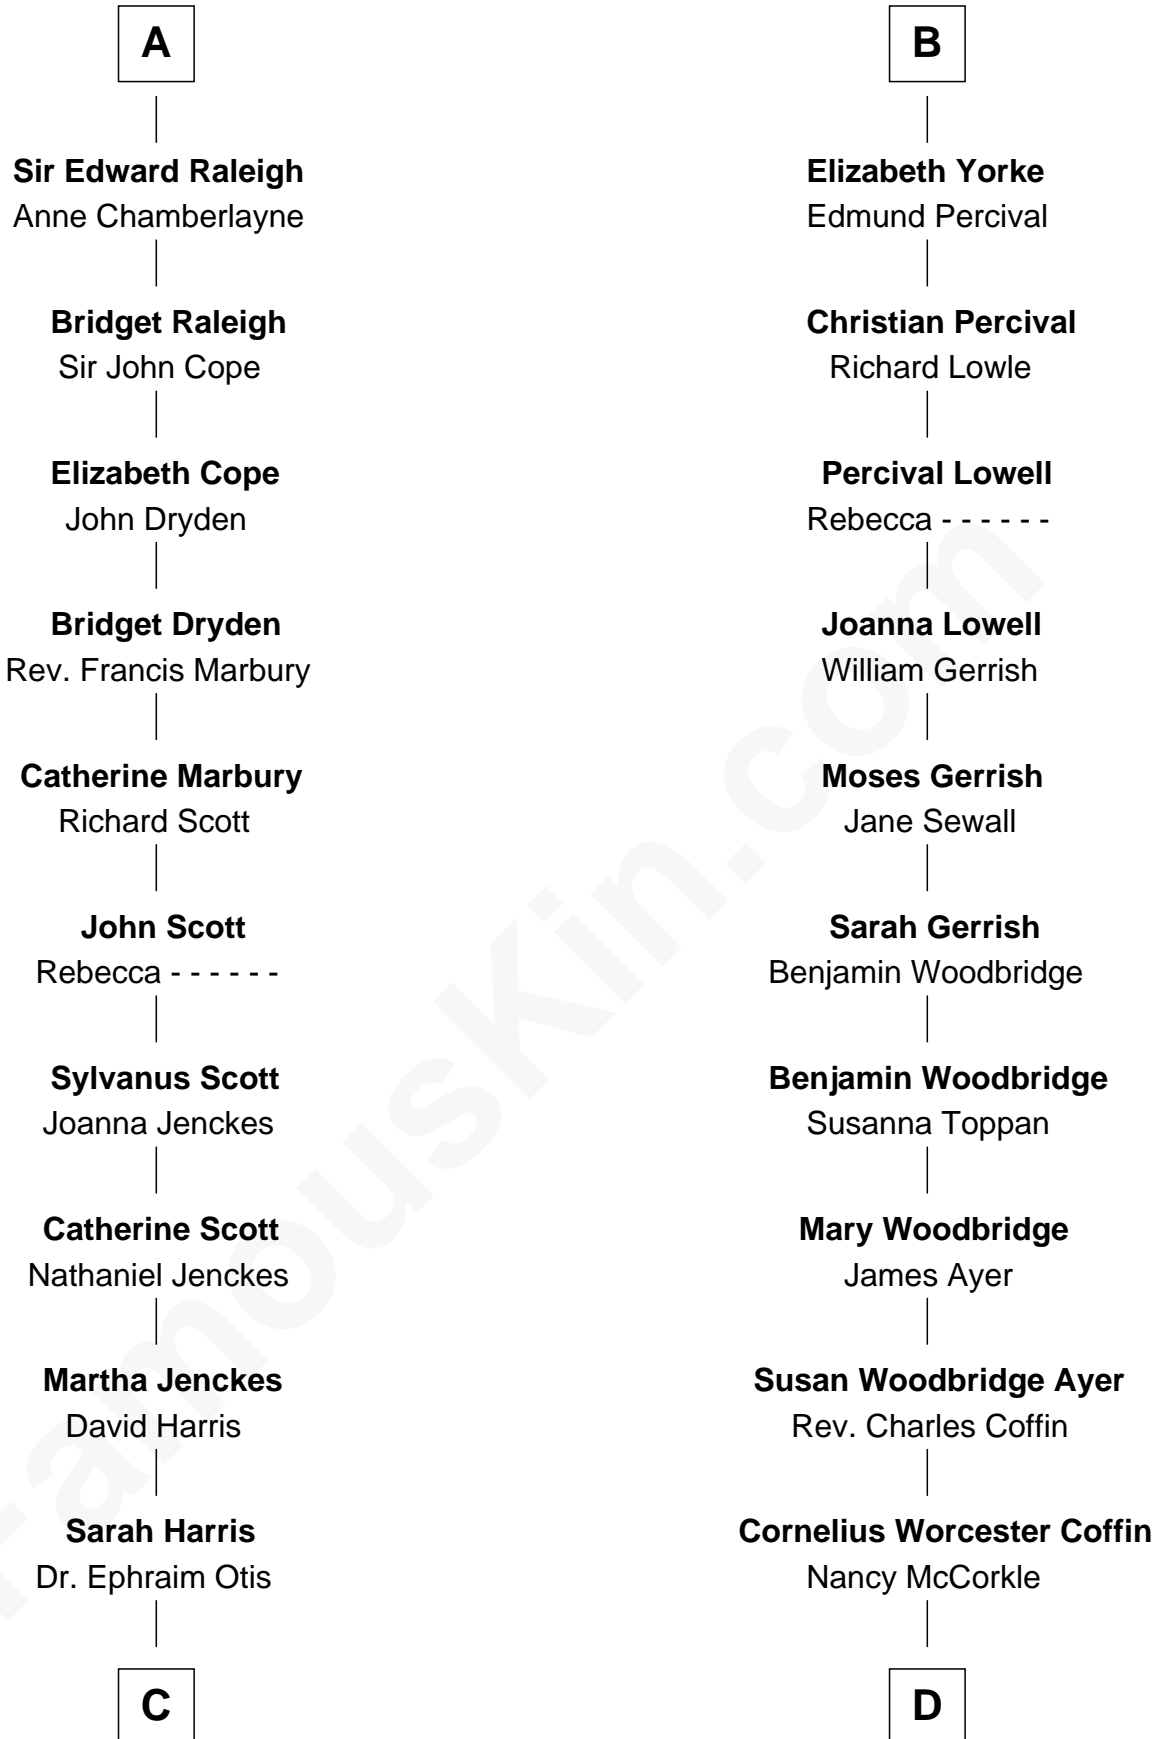 A
Sir Edward Raleigh
Anne Chamberlayne
Bridget Raleigh
Sir John Cope
Elizabeth Cope
John Dryden
Bridget Dryden
Rev. Francis Marbury
Catherine Marbury
Richard Scott
John Scott
Rebecca - - - - - -
Sylvanus Scott
Joanna Jenckes
Catherine Scott
Nathaniel Jenckes
Martha Jenckes
David Harris
Sarah Harris
Dr. Ephraim Otis
C
B
Elizabeth Yorke
Edmund Percival
Christian Percival
Richard Lowle
Percival Lowell
Rebecca - - - - - -
Joanna Lowell
William Gerrish
Moses Gerrish
Jane Sewall
Sarah Gerrish
Benjamin Woodbridge
Benjamin Woodbridge
Susanna Toppan
Mary Woodbridge
James Ayer
Susan Woodbridge Ayer
Rev. Charles Coffin
Cornelius Worcester Coffin
Nancy McCorkle
D
FamousKin.com